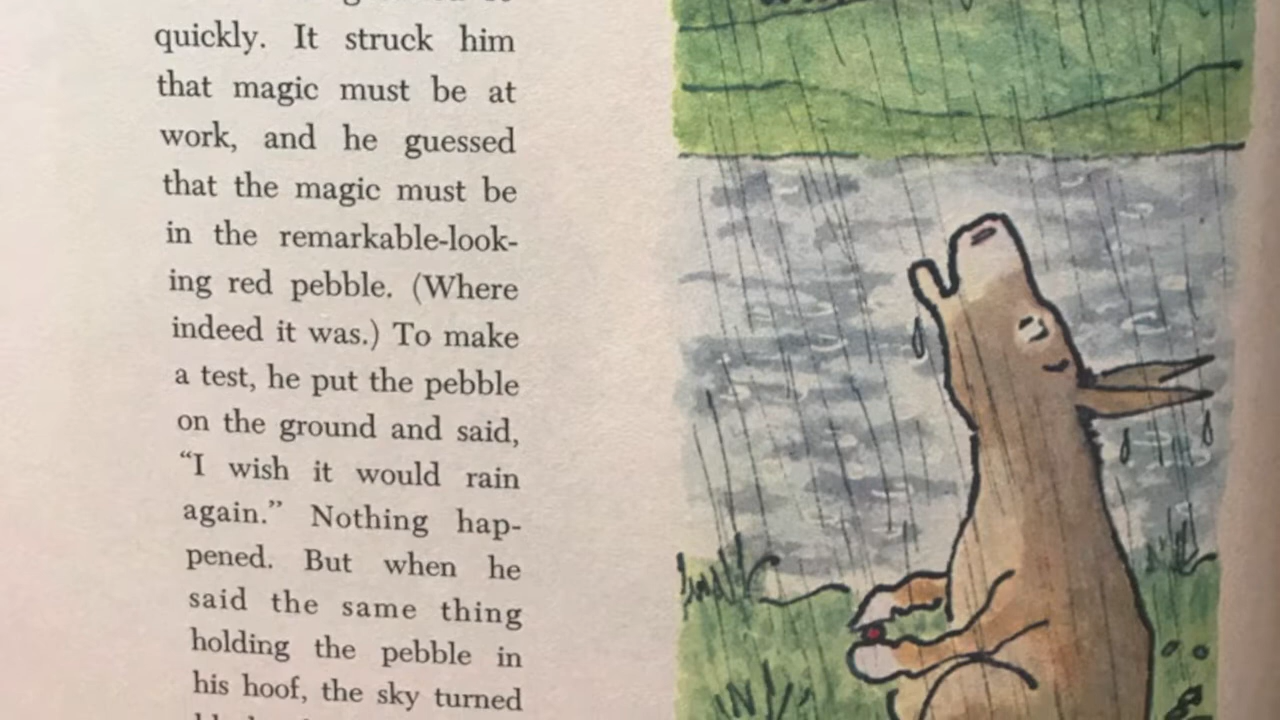 quickly. It struck him
that magic must be at
work, and he guessed
that the magic must be
in the remarkable-look-
ing red pebble. (Where
indeed it was.) To make
a test, he put the pebble
on the ground and said,
“I wish it would rain
again.” Nothing hap-
pened. But when he
said the same thing
holding the pebble in
his hoof, the sky turned